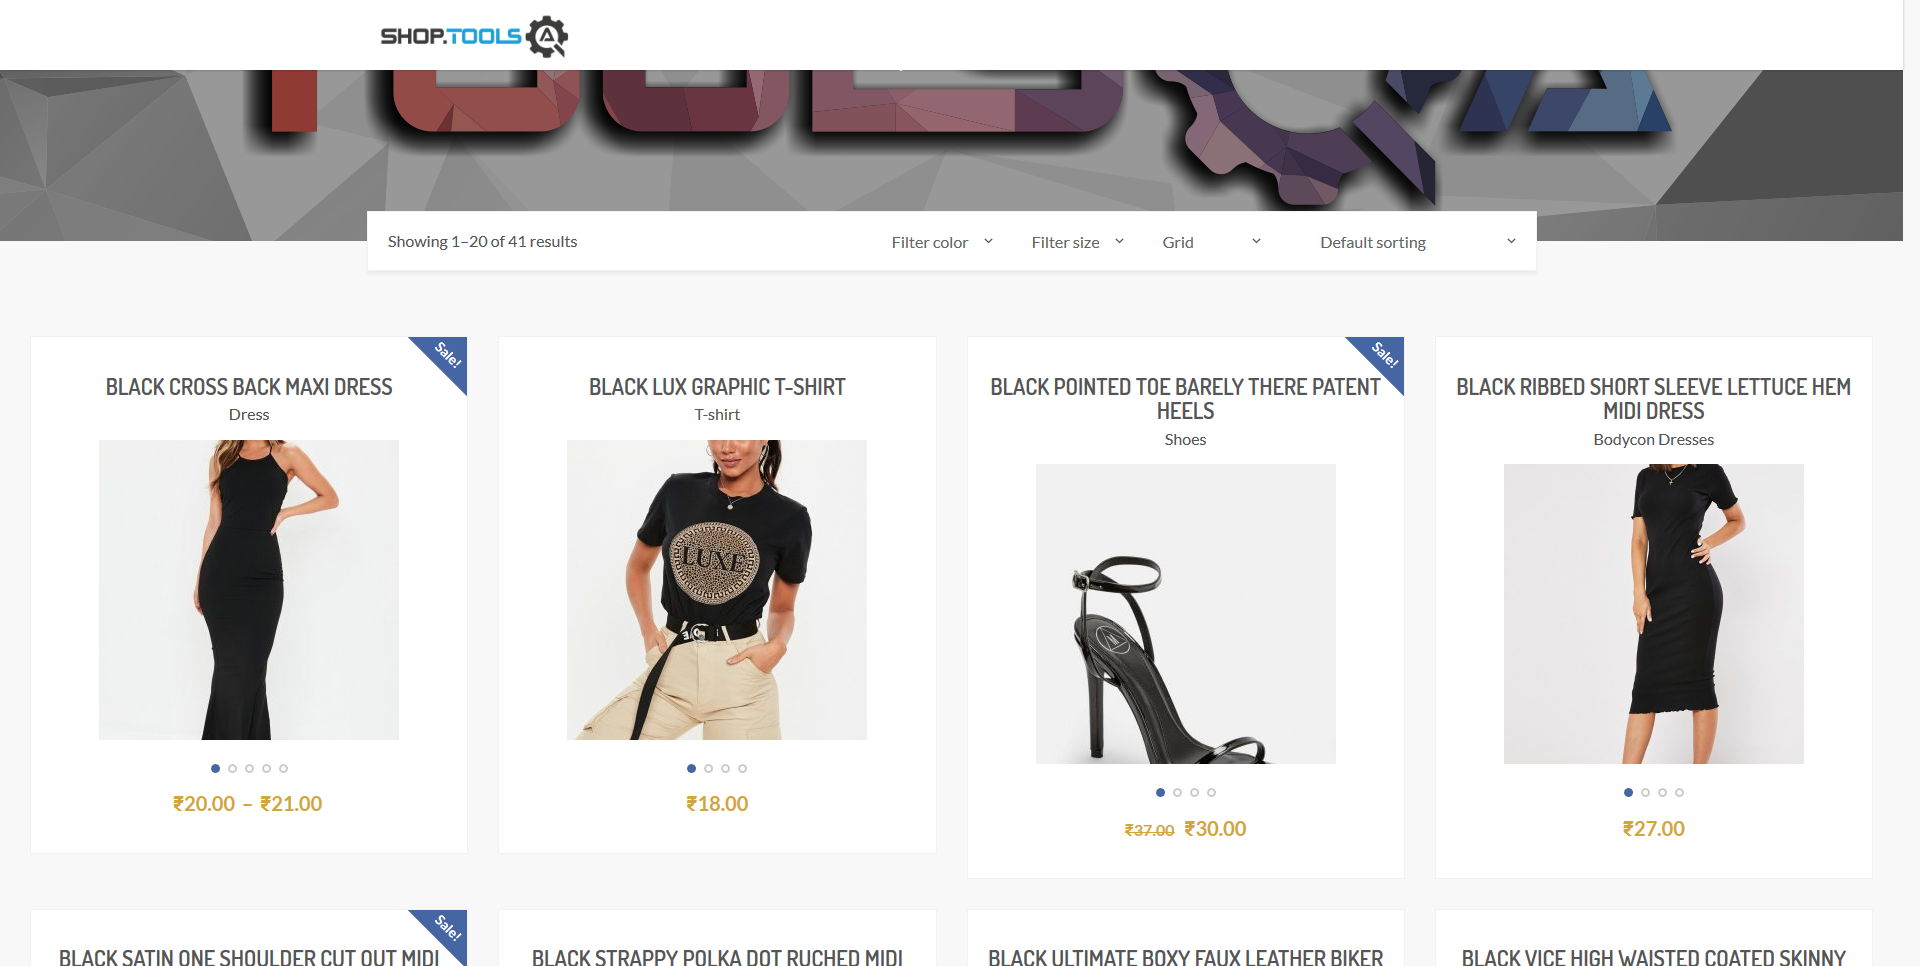 SHOP.TOOLS
Showing 1–20 of 41 results
Filter color
Filter size
Grid
Default sorting
Sale!
BLACK CROSS BACK MAXI DRESS
Dress
₹20.00 – ₹21.00
BLACK LUX GRAPHIC T-SHIRT
T-shirt
LUXE
₹18.00
Sale!
BLACK POINTED TOE BARELY THERE PATENT
HEELS
Shoes
M
₹37.00 ₹30.00
BLACK RIBBED SHORT SLEEVE LETTUCE HEM
MIDI DRESS
Bodycon Dresses
₹27.00
Sale!
BLACK SATIN ONE SHOULDER CUT OUT MIDI
BLACK STRAPPY POLKA DOT RUCHED MIDI
BLACK ULTIMATE BOXY FAUX LEATHER BIKER
BLACK VICE HIGH WAISTED COATED SKINNY